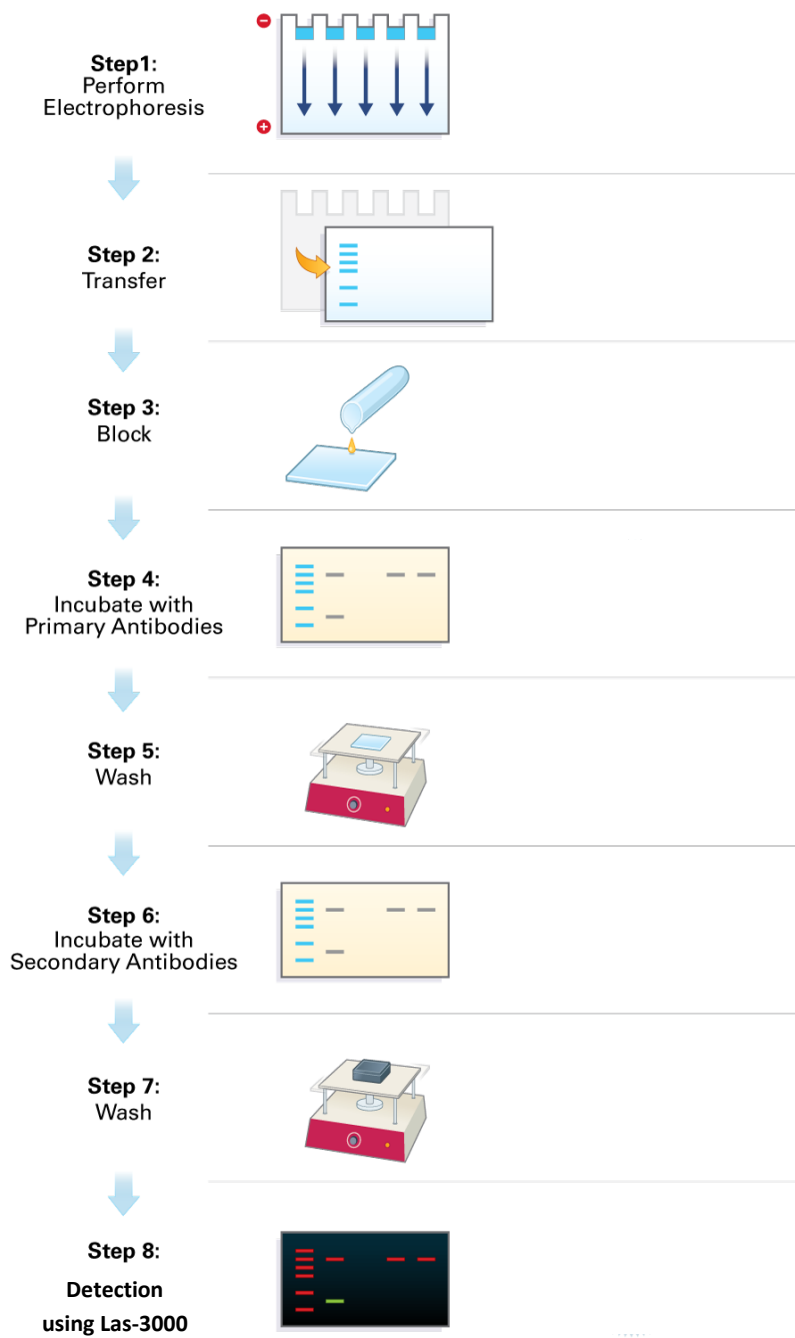 Step1:
Perform
Electrophoresis
Step 2:
Transfer
Step 3:
Block
Step 4:
Incubate with
Primary Antibodies
Step 5:
Wash
Step 6:
Incubate with
Secondary Antibodies
Step 7:
Wash
Step 8:
Detection
using Las-3000